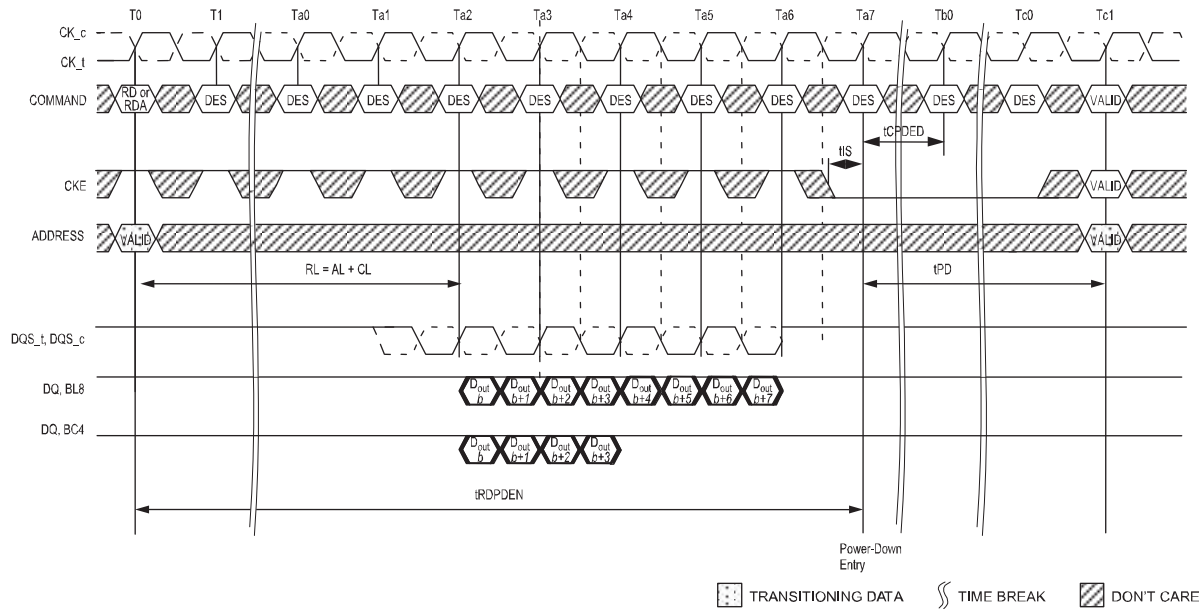 T0 T1 Ta0 Ta1 Ta2 Ta3 Ta4 Ta5 Ta6 Ta7 Tb0 Tc0 Tc1
CK_c
CK_t
COMMAND RD or RDA DES DES DES DES DES DES DES DES DES DES DES VALID
tCPDED
tIS
CKE VALID
ADDRESS VALID VALID
RL = AL + CL tPD
DQS_t, DQS_c
DQ, BL8 Dout b Dout b+1 Dout b+2 Dout b+3 Dout b+4 Dout b+5 Dout b+6 Dout b+7
DQ, BC4 Dout b Dout b+1 Dout b+2 Dout b+3
tRDPDEN
Power-Down
Entry
TRANSITIONING DATA TIME BREAK DON'T CARE